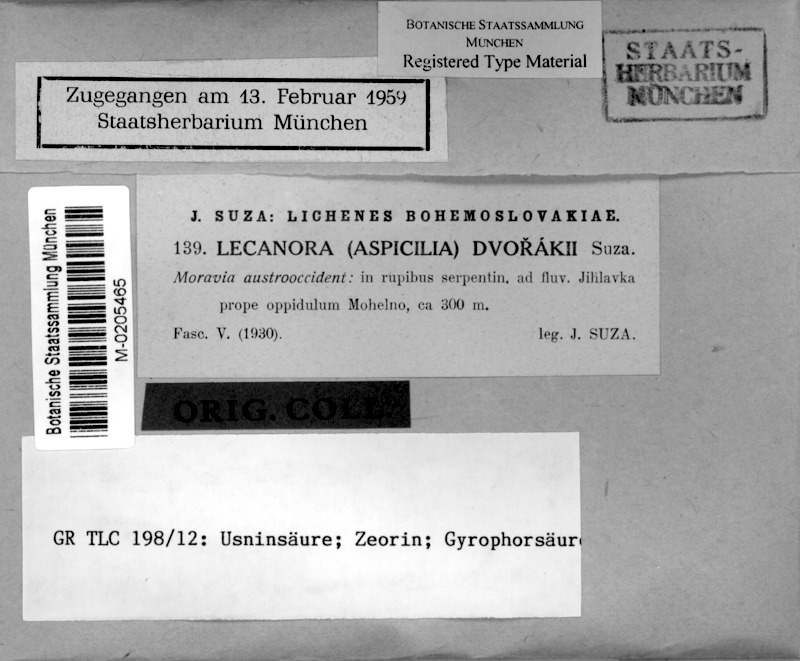 BOTANISCHE STAATSSAMMLUNG
MÜNCHEN
Registered Type Material
STAATS-
HERBARIUM
MÜNCHEN
Zugegangen am 13. Februar 1959
Staatsherbarium München
J. SUZA: LICHENES BOHEMOSLOVAKIAE.
139. LECANORA (ASPICILIA) DVOŘÁKII Suza.
Moravia austrooccident: in rupibus serpentin. ad fluv. Jihlavka
prope oppidulum Mohelno, ca 300 m.
Fasc. V. (1930). leg. J. SUZA.
Botanische Staatssammlung München
M-0205465
ORIG. COLL.
GR TLC 198/12: Usninsäure; Zeorin; Gyrophorsäure